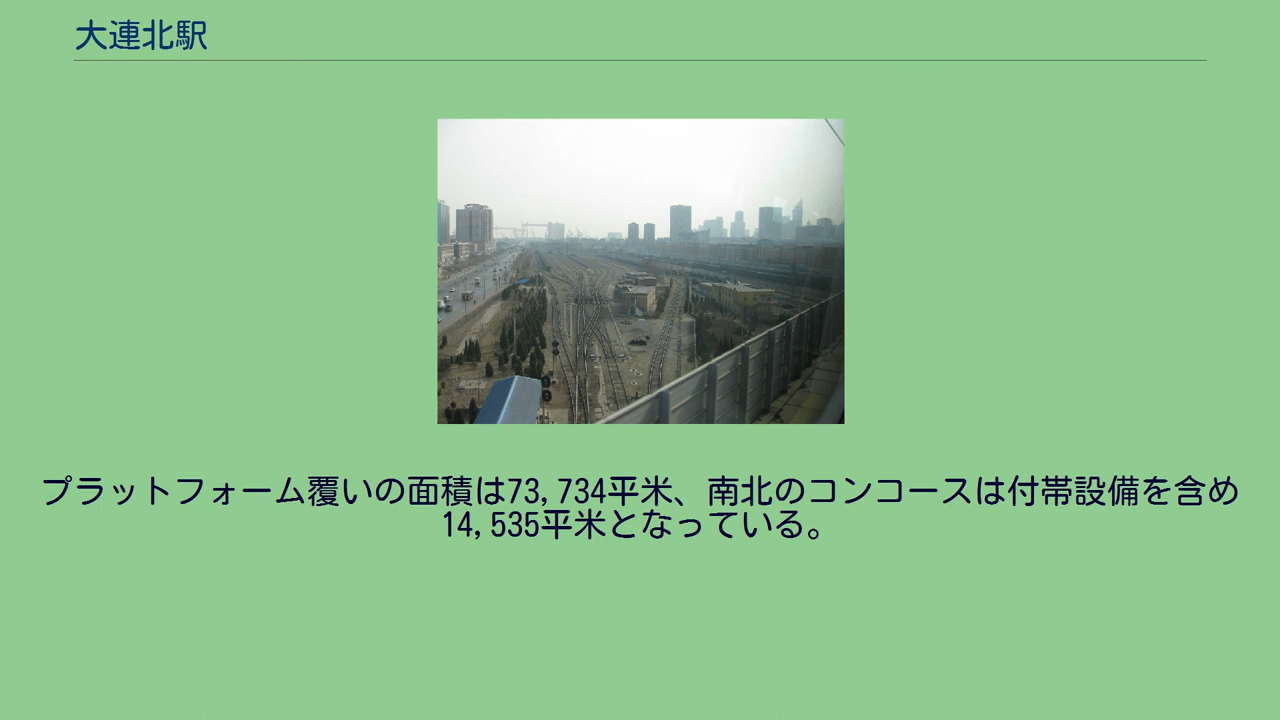 大連北駅
プラットフォーム覆いの面積は73,734平米、南北のコンコースは付帯設備を含め
14,535平米となっている。